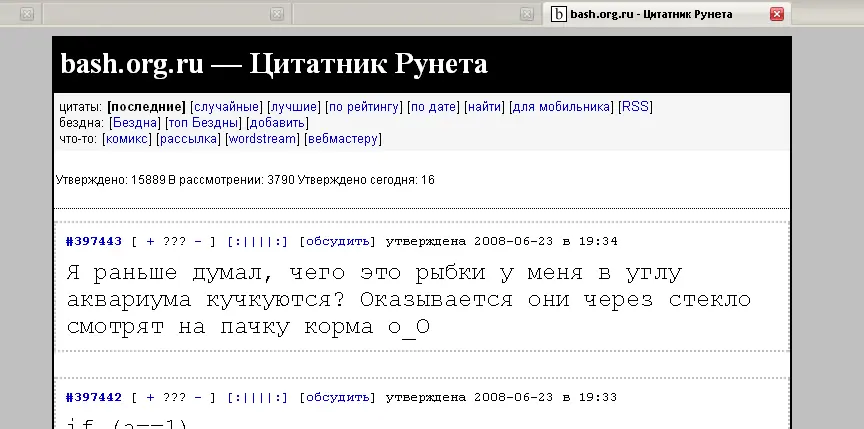 bash.org.ru - Цитатник Рунета
bash.org.ru — Цитатник Рунета
цитаты: [последние] [случайные] [лучшие] [по рейтингу] [по дате] [найти] [для мобильника] [RSS]
бездна: [Бездна] [топ Бездны] [добавить]
что-то: [комикс] [рассылка] [wordstream] [вебмастеру]
Утверждено: 15889 В рассмотрении: 3790 Утверждено сегодня: 16
#397443 [ + ??? - ] [:||||:] [обсудить] утверждена 2008-06-23 в 19:34
Я раньше думал, чего это рыбки у меня в углу
аквариума кучкуются? Оказывается они через стекло
смотрят на пачку корма о_О
#397442 [ + ??? - ] [:||||:] [обсудить] утверждена 2008-06-23 в 19:33
if (a==1)